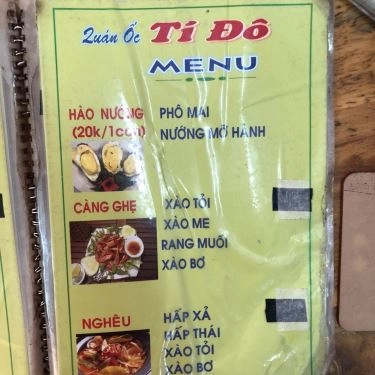 Quán Ốc Tí Đô
MENU
HÀO NƯỚNG PHÔ MAI
(20k/1con) NƯỚNG MỠ HÀNH
CÀNG GHẸ XÀO TỎI
XÀO ME
RANG MUỐI
XÀO BƠ
NGHÊU HẤP XẢ
HẤP THÁI
XÀO TỎI
XÀO BƠ